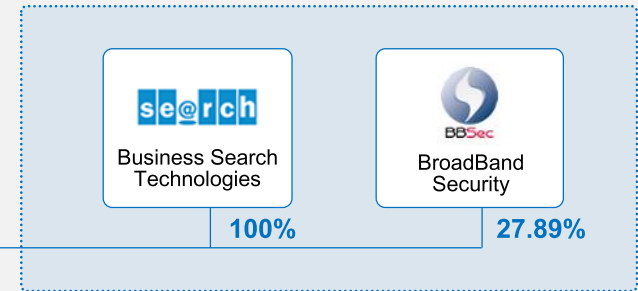 se@rch
Business Search
Technologies
100%
BBSec
BroadBand
Security
27.89%